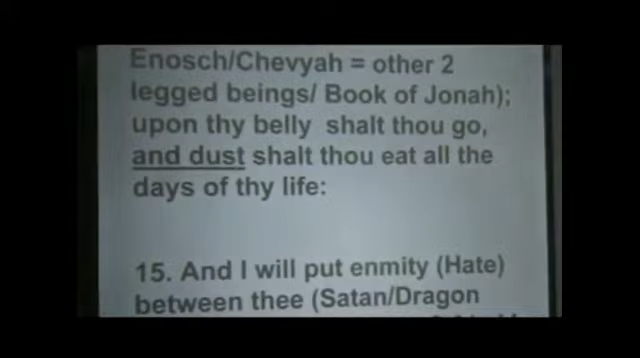 Enosch/Chevyah = other 2
legged beings/ Book of Jonah);
upon thy belly shalt thou go,
and dust shalt thou eat all the
days of thy life:
15. And I will put enmity (Hate)
between thee (Satan/Dragon